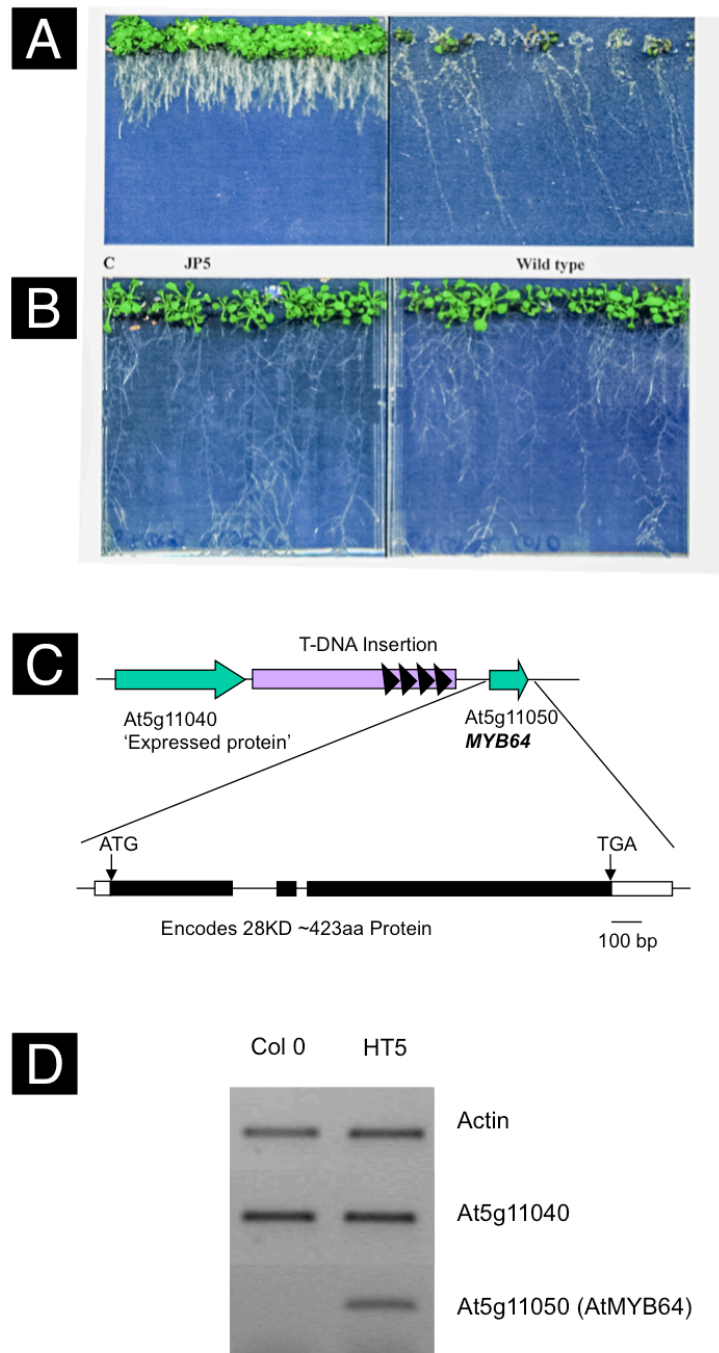 A
C JP5 Wild type
B
C
T-DNA Insertion
At5g11040
'Expressed protein'
At5g11050
MYB64
ATG TGA
Encodes 28KD ~423aa Protein
100 bp
D
Col 0 HT5
Actin
At5g11040
At5g11050 (AtMYB64)